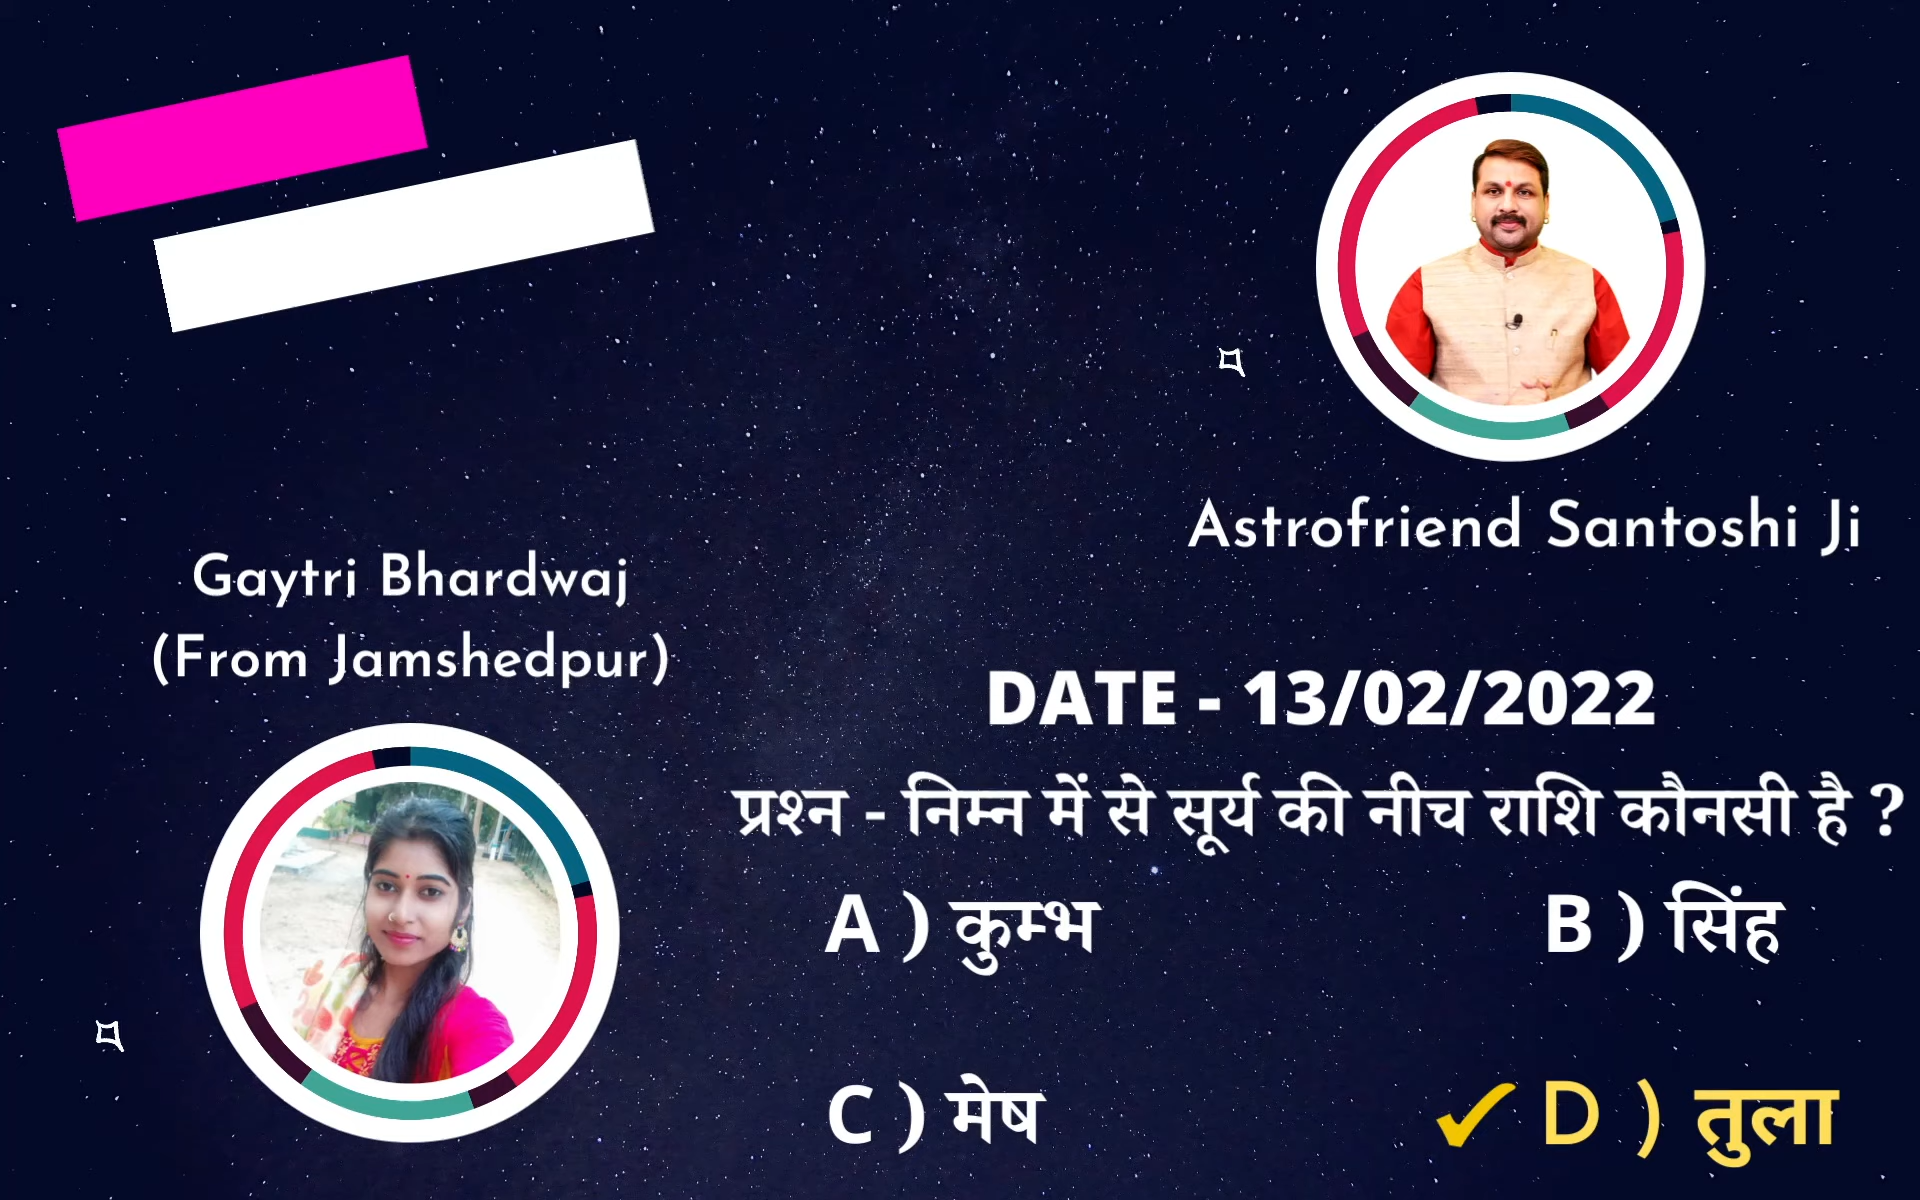 Astrofriend Santoshi Ji
Gaytri Bhardwaj
(From Jamshedpur)
DATE - 13/02/2022
प्रश्न - निम्न में से सूर्य की नीच राशि कौनसी है ?
A ) कुम्भ
B ) सिंह
C ) मेष
✓ D ) तुला